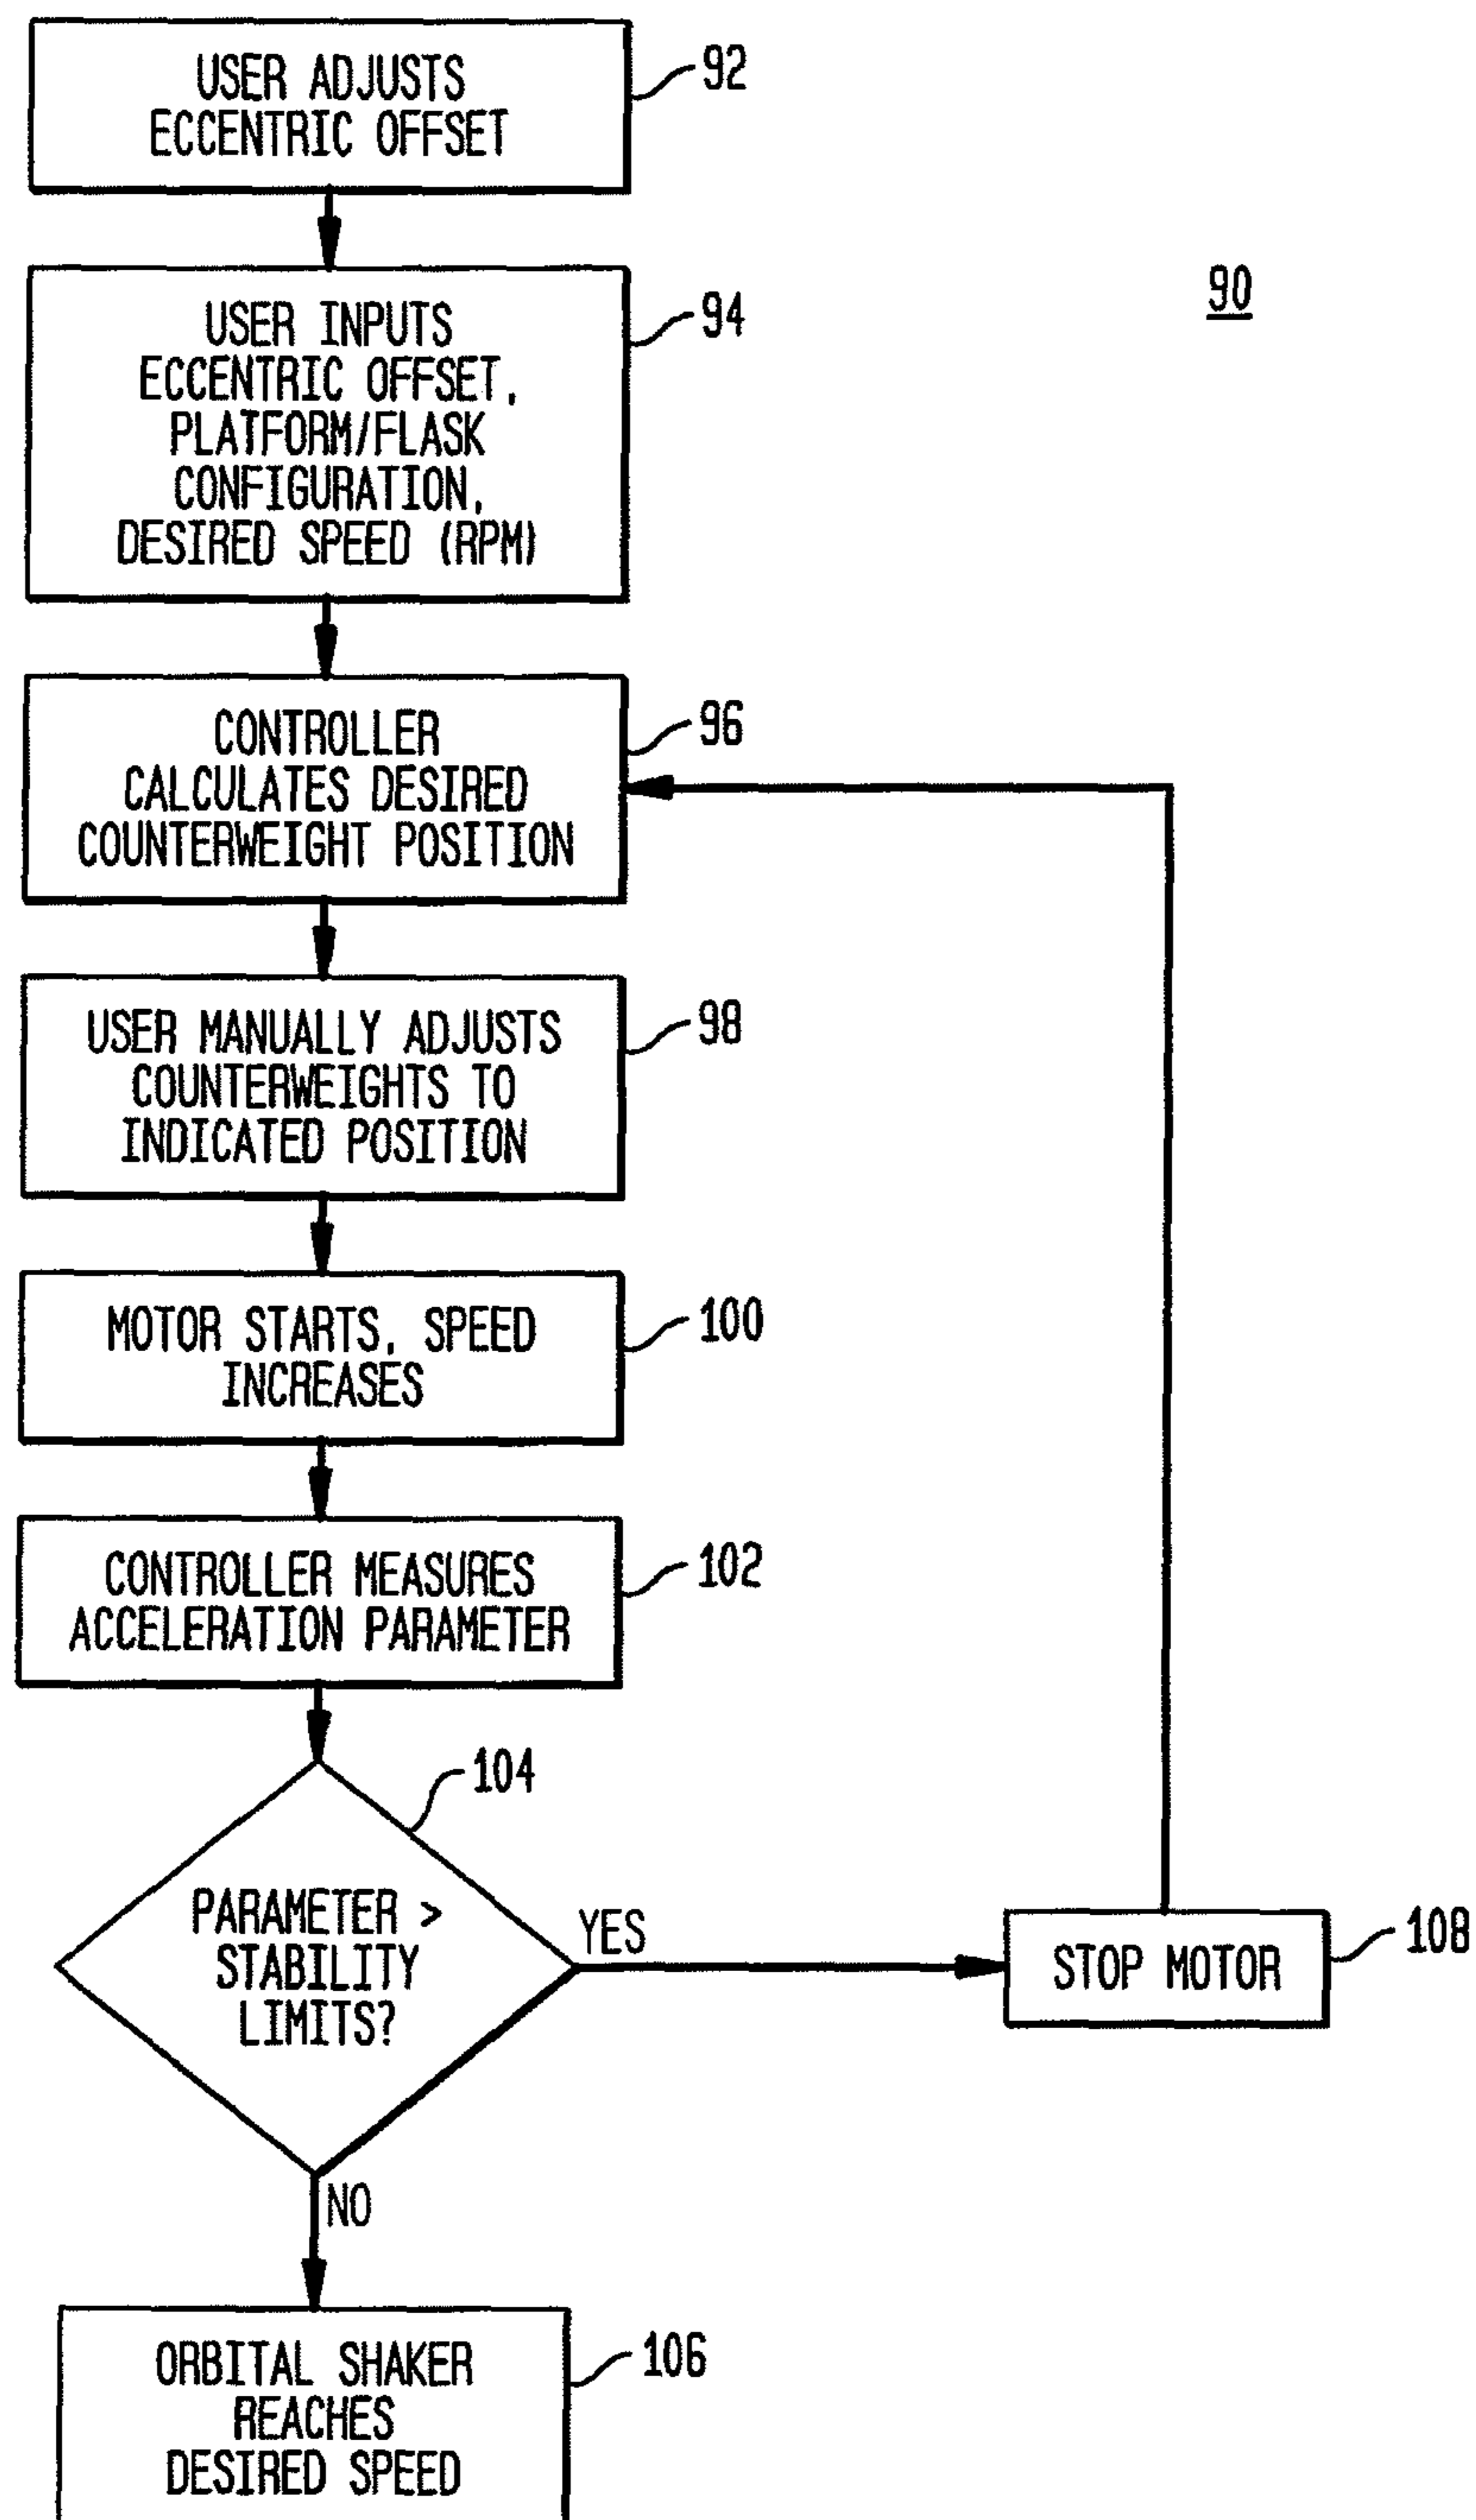 USER ADJUSTS
ECCENTRIC OFFSET
92
90
USER INPUTS
ECCENTRIC OFFSET,
PLATFORM/FLASK
CONFIGURATION,
DESIRED SPEED (RPM)
94
CONTROLLER
CALCULATES DESIRED
COUNTERWEIGHT POSITION
96
USER MANUALLY ADJUSTS
COUNTERWEIGHTS TO
INDICATED POSITION
98
MOTOR STARTS, SPEED
INCREASES
100
CONTROLLER MEASURES
ACCELERATION PARAMETER
102
104
PARAMETER >
STABILITY
LIMITS?
YES
STOP MOTOR
108
NO
ORBITAL SHAKER
REACHES
DESIRED SPEED
106